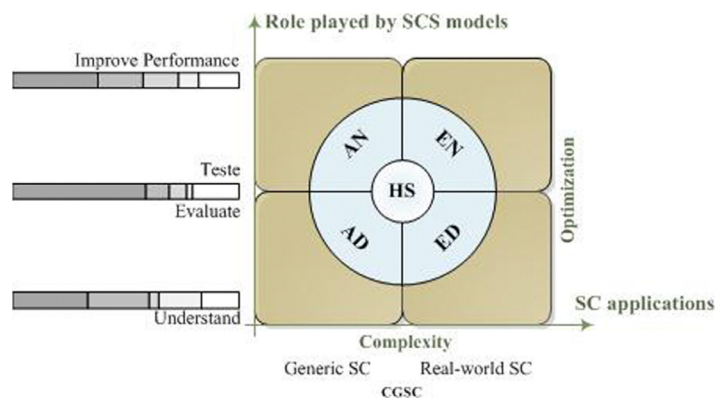 Role played by SCS models
Improve Performance
AN
EN
Teste
HS
Evaluate
Optimization
AD
ED
SC applications
Understand
Complexity
Generic SC
Real-world SC
CGSC